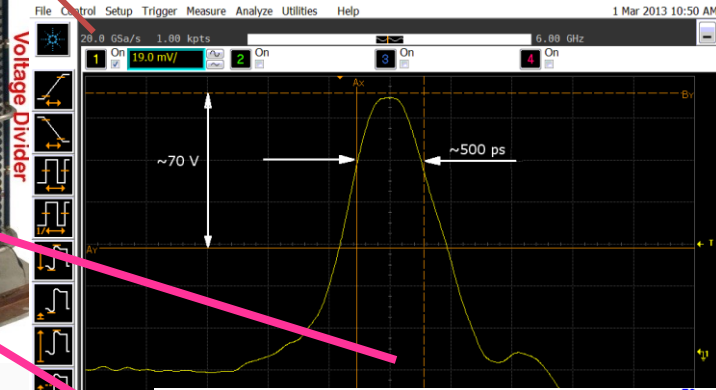 File Control Setup Trigger Measure Analyze Utilities Help 1 Mar 2013 10:50 AM
20.0 GSa/s 1.00 kpts 6.00 GHz
1 On 19.0 mV/ 2 On 3 On 4 On
Voltage Divider
Ax
By
~70 V
~500 ps
Ay
T
1/